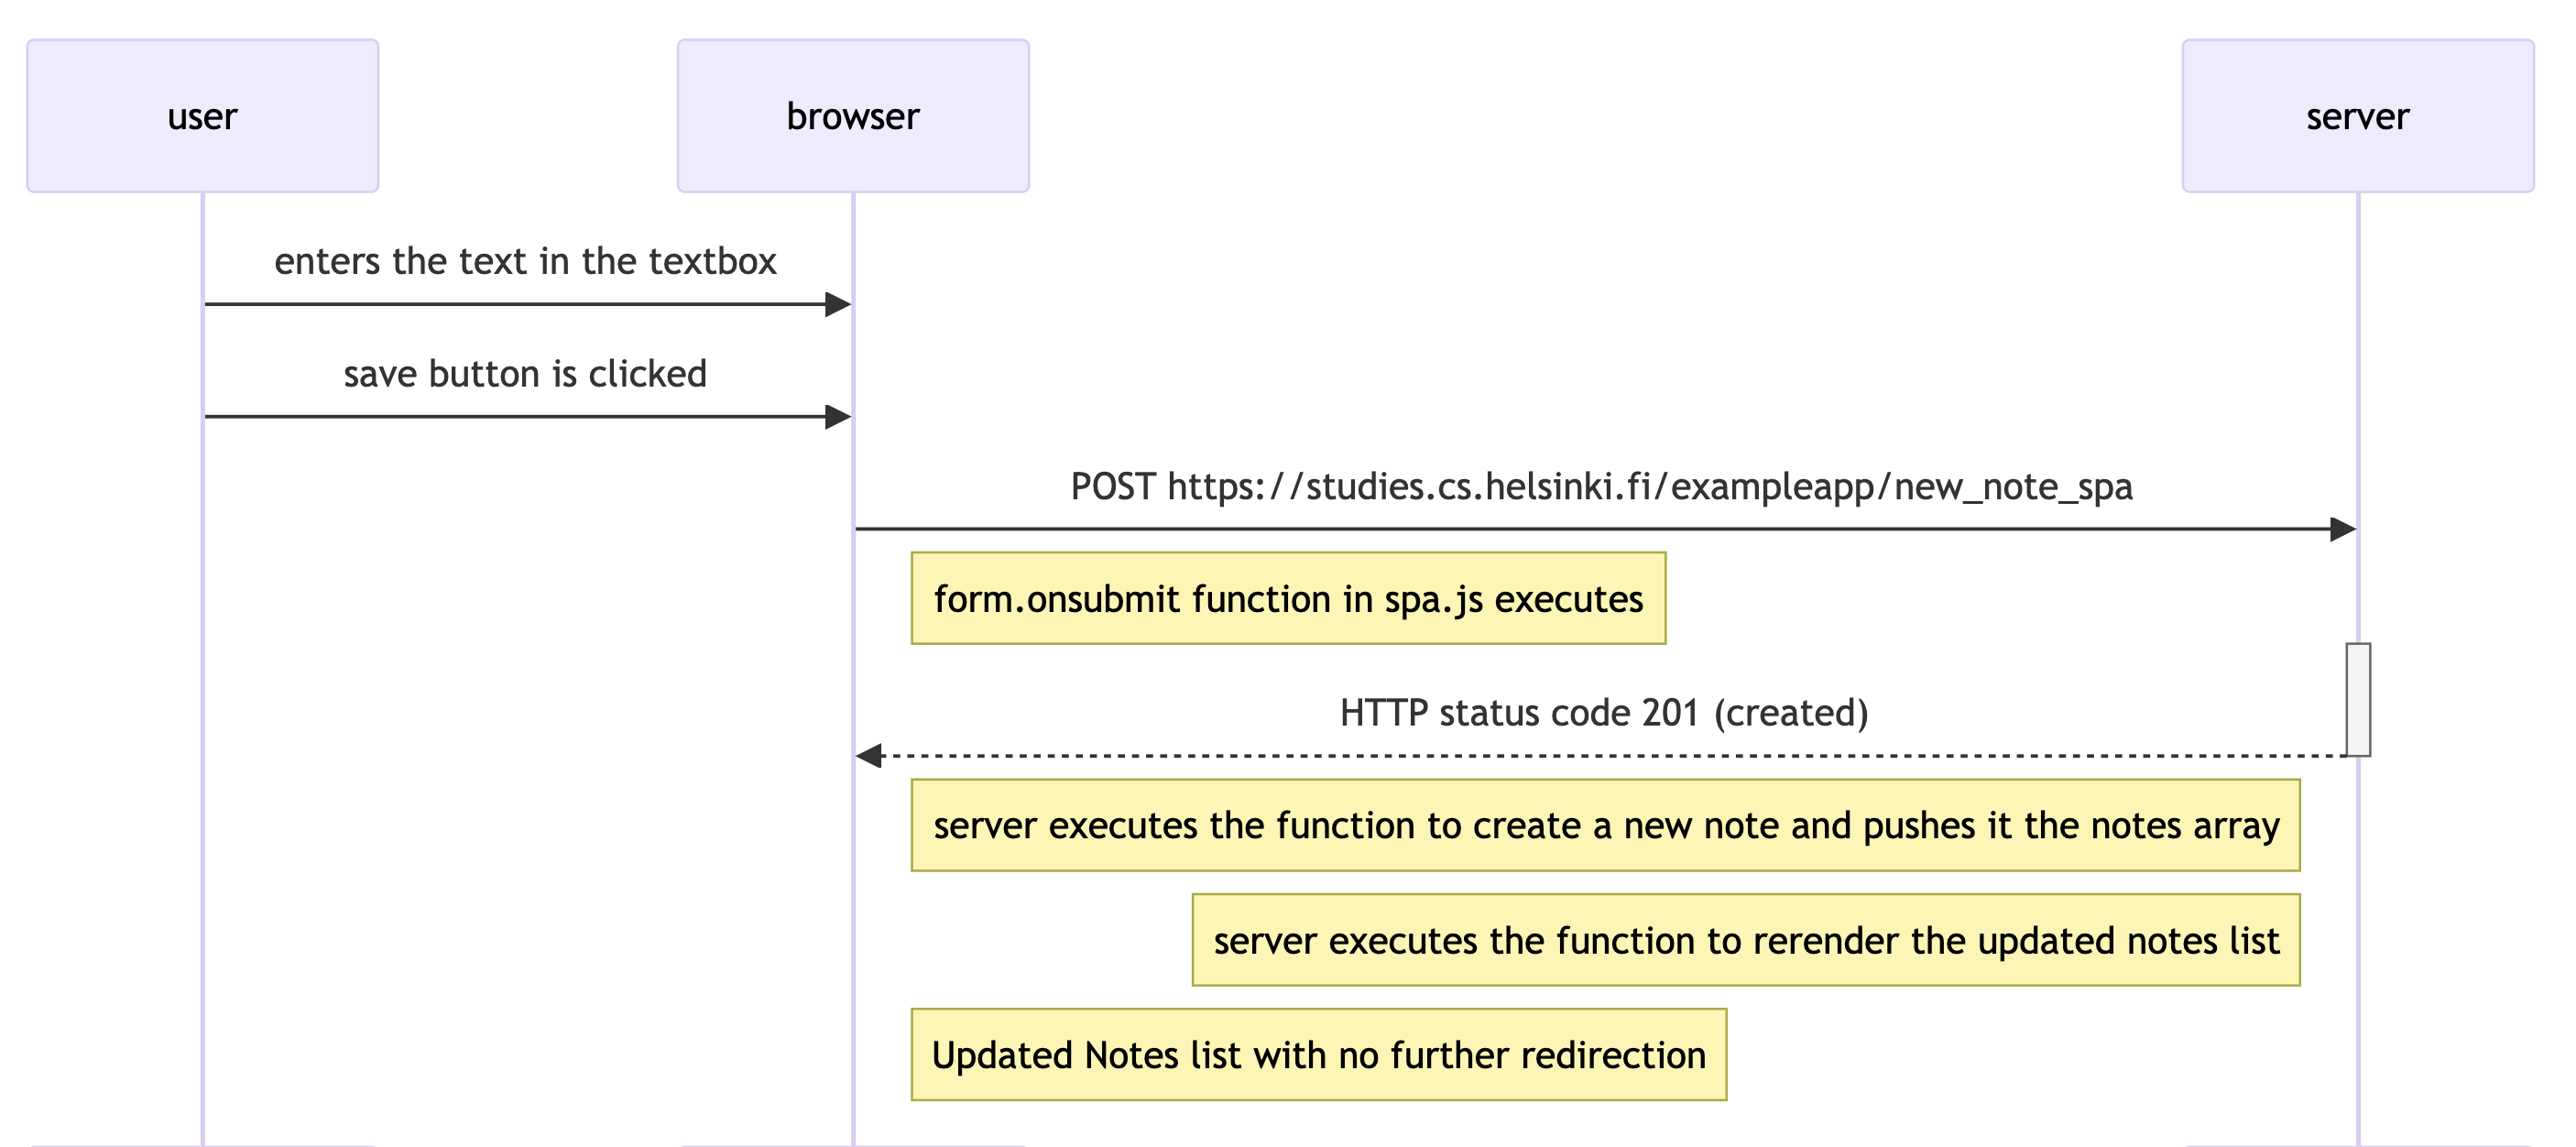 user
browser
server
enters the text in the textbox
save button is clicked
POST https://studies.cs.helsinki.fi/exampleapp/new_note_spa
form.onsubmit function in spa.js executes
HTTP status code 201 (created)
server executes the function to create a new note and pushes it the notes array
server executes the function to rerender the updated notes list
Updated Notes list with no further redirection